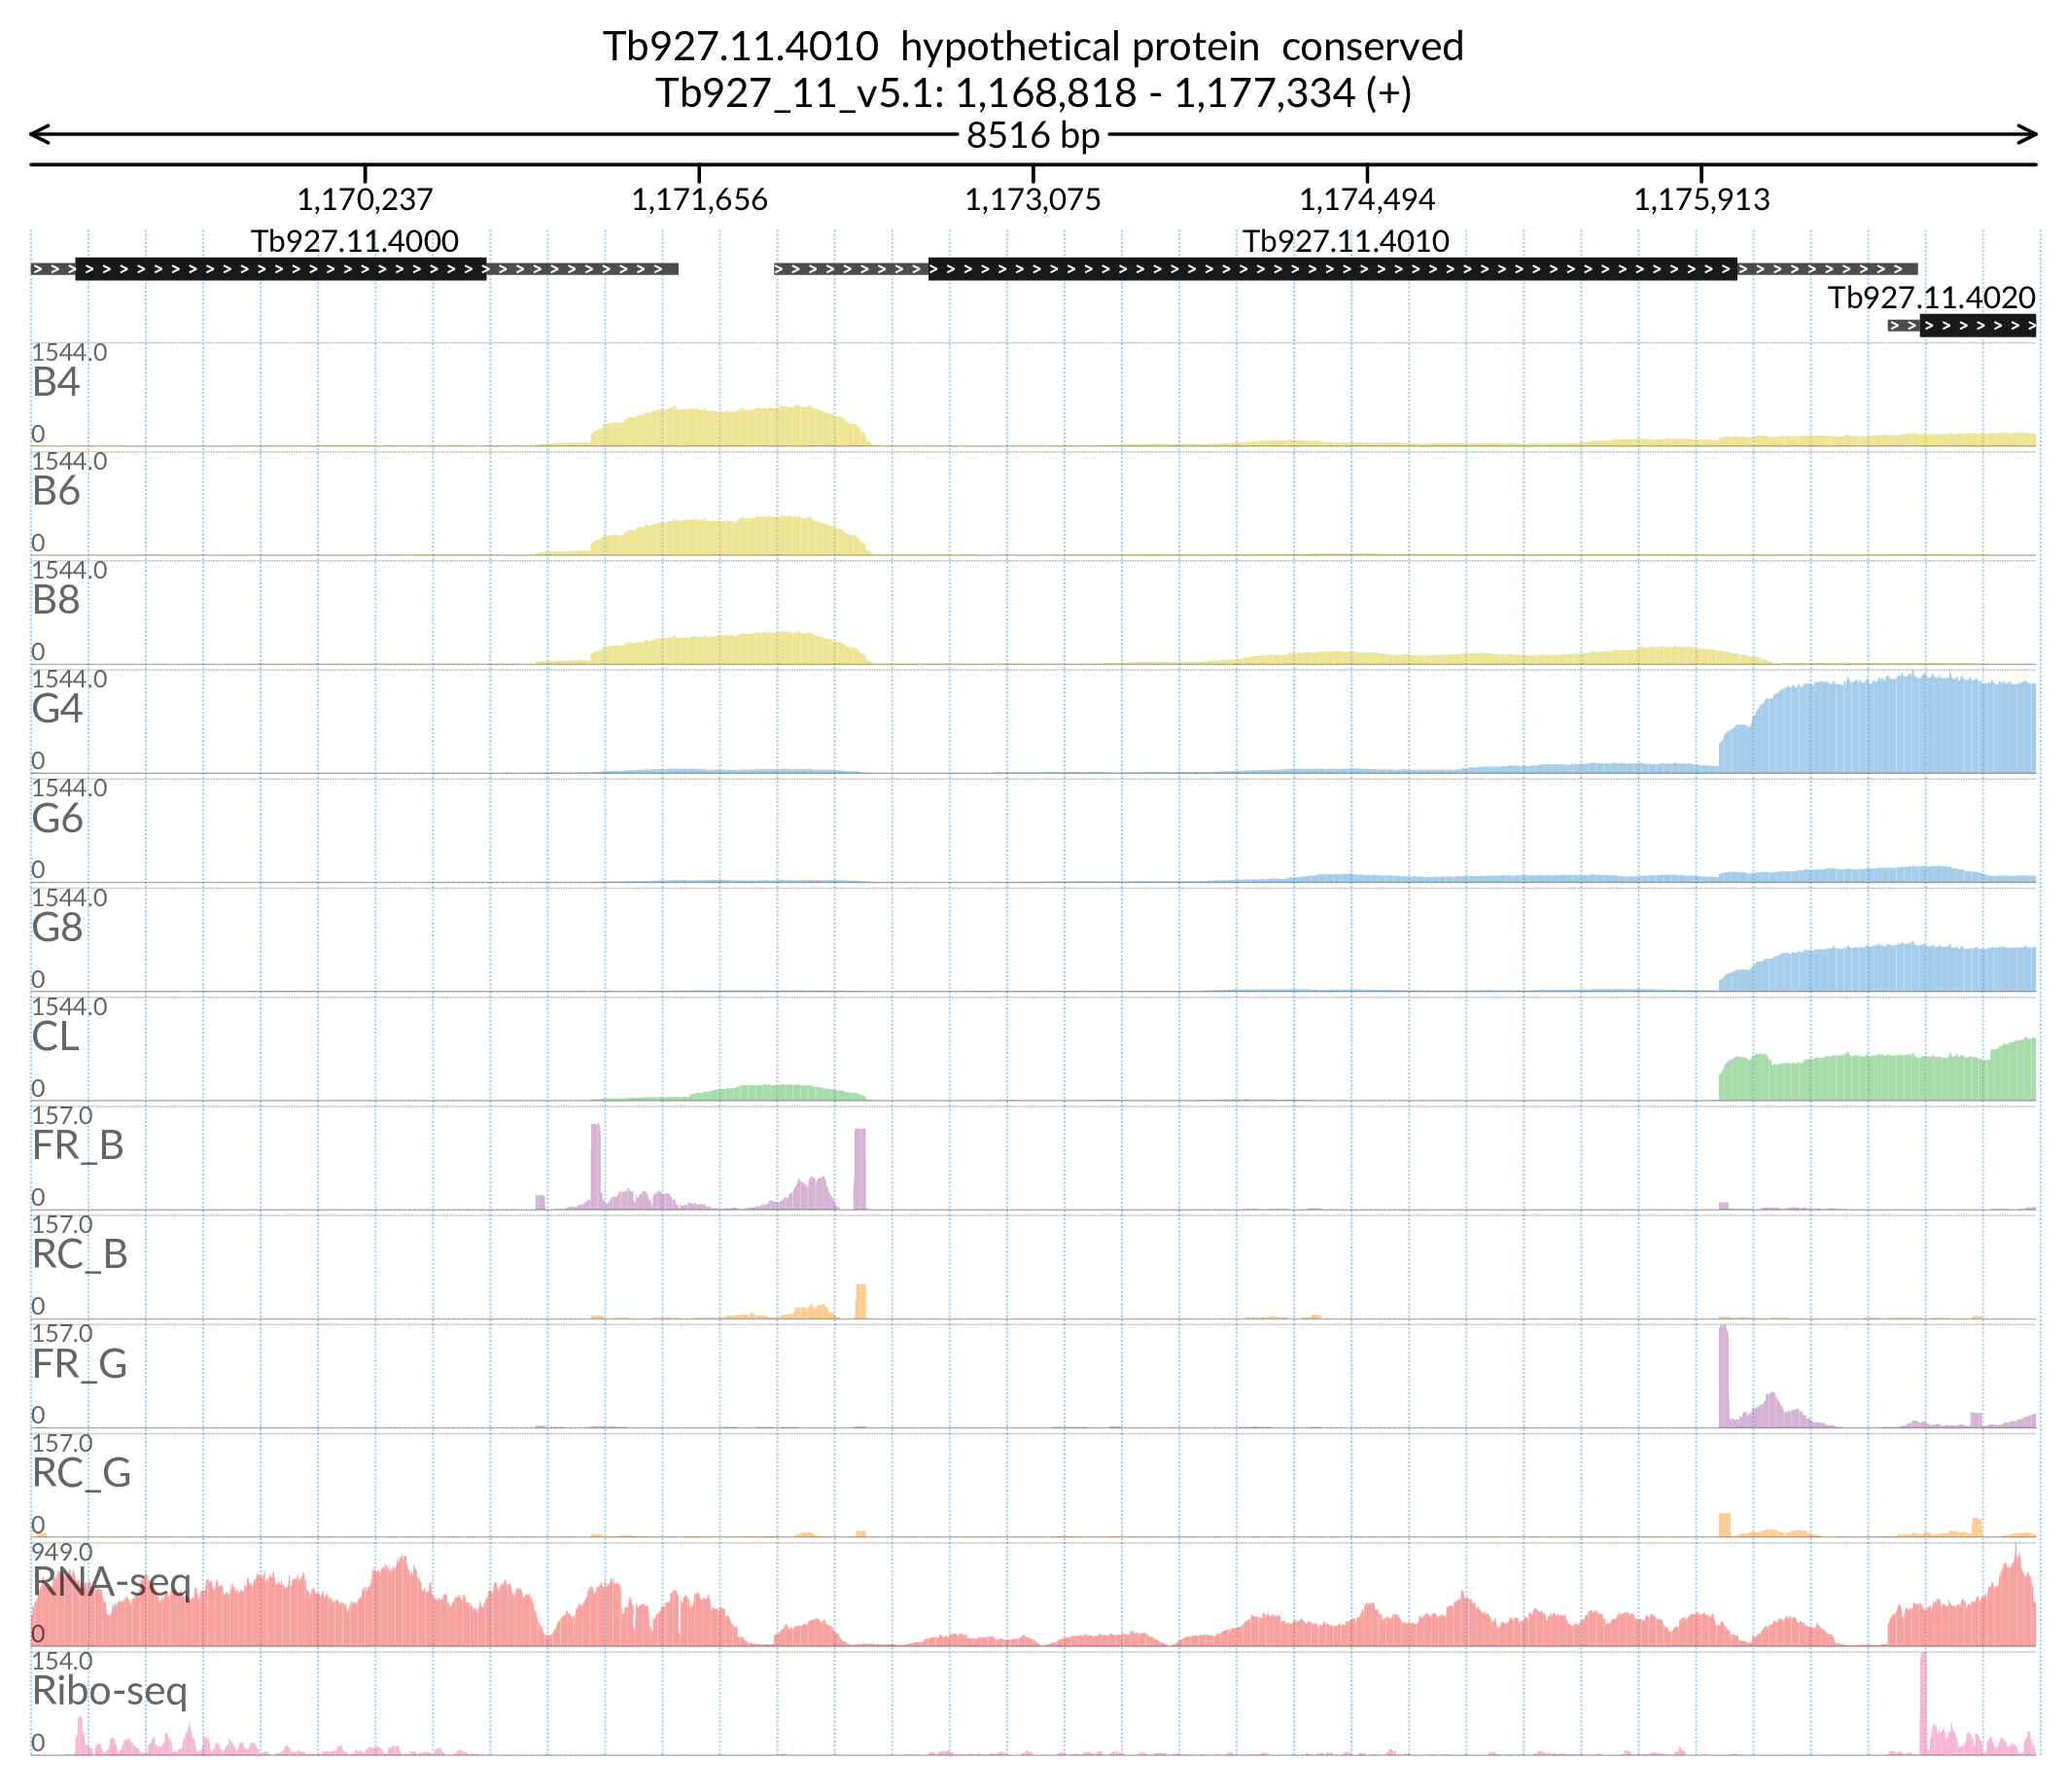 Tb927.11.4010 hypothetical protein conserved
Tb927_11_v5.1: 1,168,818 - 1,177,334 (+)
8516 bp
1,170,237 1,171,656 1,173,075 1,174,494 1,175,913
Tb927.11.4000 Tb927.11.4010
Tb927.11.4020
1544.0
B4
0
1544.0
B6
0
1544.0
B8
0
1544.0
G4
0
1544.0
G6
0
1544.0
G8
0
1544.0
CL
0
157.0
FR_B
0
157.0
RC_B
0
157.0
FR_G
0
157.0
RC_G
0
949.0
RNA-seq
0
154.0
Ribo-seq
0